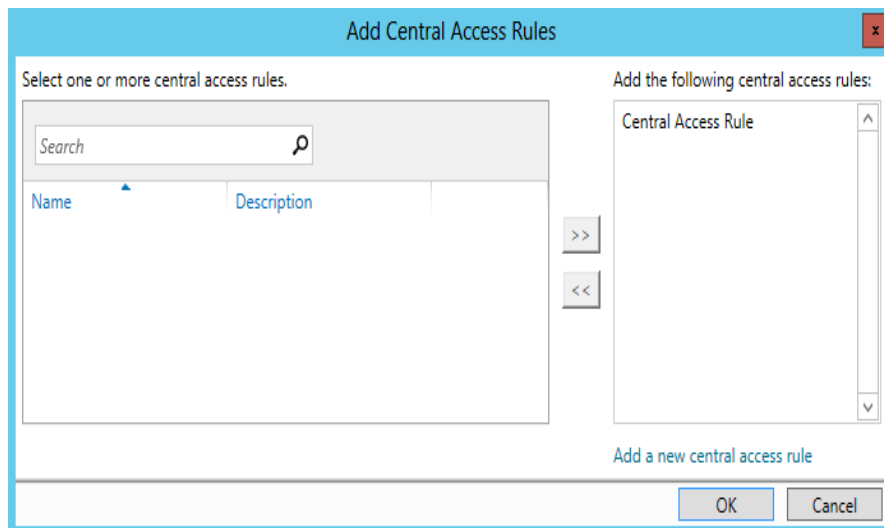 Add Central Access Rules
x
Select one or more central access rules.
Search
Name
Description
>>
<<
Add the following central access rules:
Central Access Rule
Add a new central access rule
OK
Cancel